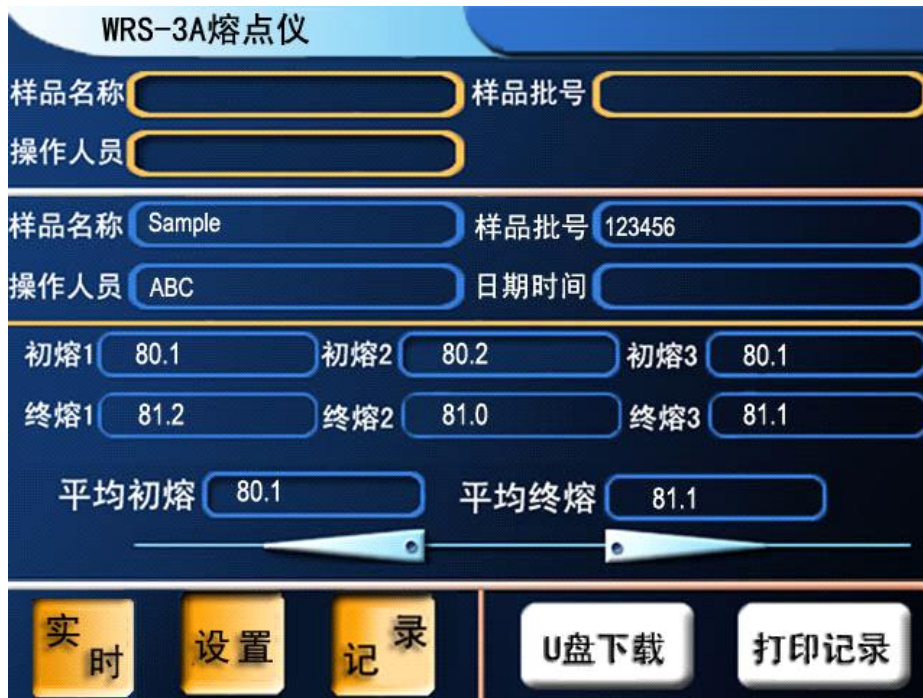 WRS-3A熔点仪
样品名称 样品批号
操作人员
样品名称 Sample 样品批号 123456
操作人员 ABC 日期时间
初熔1 80.1 初熔2 80.2 初熔3 80.1
终熔1 81.2 终熔2 81.0 终熔3 81.1
平均初熔 80.1 平均终熔 81.1
实时 设置 记录 U盘下载 打印记录